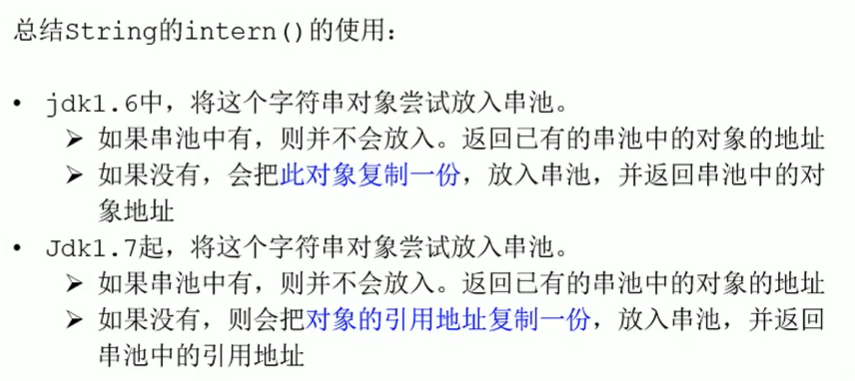 总结String的intern()的使用:
• jdk1.6中，将这个字符串对象尝试放入串池。
➢ 如果串池中有，则并不会放入。返回已有的串池中的对象的地址
➢ 如果没有，会把此对象复制一份，放入串池，并返回串池中的对
象地址
• Jdk1.7起，将这个字符串对象尝试放入串池。
➢ 如果串池中有，则并不会放入。返回已有的串池中的对象的地址
➢ 如果没有，则会把对象的引用地址复制一份，放入串池，并返回
串池中的引用地址